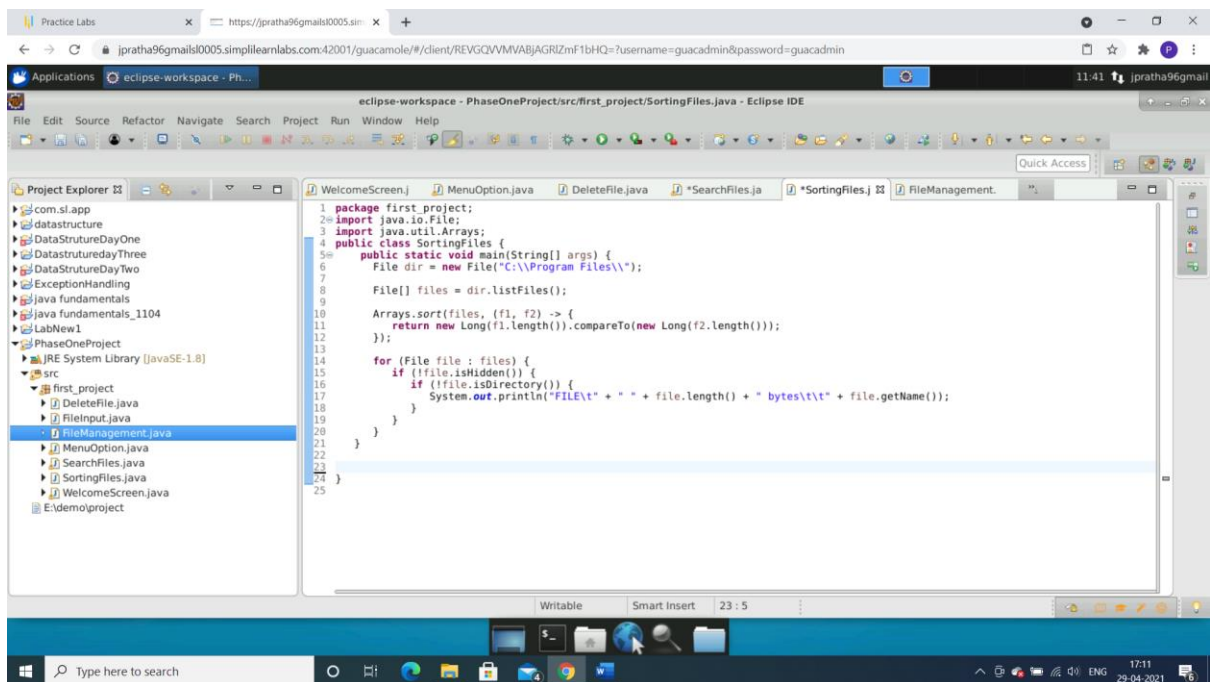 Practice Labs
https://jpratha96gmailsl0005.sim
jpratha96gmailsl0005.simplilearnlabs.com:42001/guacamole/#/client/REVGQVVMVABjAGRlZmF1bHQ=?username=guacadmin&password=guacadmin
P
Applications eclipse-workspace - Ph...
11:41 jpratha96gmail
eclipse-workspace - PhaseOneProject/src/first_project/SortingFiles.java - Eclipse IDE
File Edit Source Refactor Navigate Search Project Run Window Help
Quick Access
Project Explorer
com.sl.app
datastructure
DataStrutureDayOne
DatastruturedayThree
DataStrutureDayTwo
ExceptionHandling
java fundamentals
java fundamentals_1104
LabNew1
PhaseOneProject
JRE System Library [JavaSE-1.8]
src
first_project
DeleteFile.java
FileInput.java
FileManagement.java
MenuOption.java
SearchFiles.java
SortingFiles.java
WelcomeScreen.java
E:\demo\project
WelcomeScreen.j MenuOption.java DeleteFile.java *SearchFiles.ja *SortingFiles.j FileManagement.
1 package first_project;
2 import java.io.File;
3 import java.util.Arrays;
4 public class SortingFiles {
5 public static void main(String[] args) {
6 File dir = new File("C:\\Program Files\\");
7
8 File[] files = dir.listFiles();
9
10 Arrays.sort(files, (f1, f2) -> {
11 return new Long(f1.length()).compareTo(new Long(f2.length()));
12 });
13
14 for (File file : files) {
15 if (!file.isHidden()) {
16 if (!file.isDirectory()) {
17 System.out.println("FILE\t" + " " + file.length() + " bytes\t\t" + file.getName());
18 }
19 }
20 }
21 }
22
23
24 }
25
Writable Smart Insert 23 : 5
Type here to search
W
ENG
17:11
29-04-2021